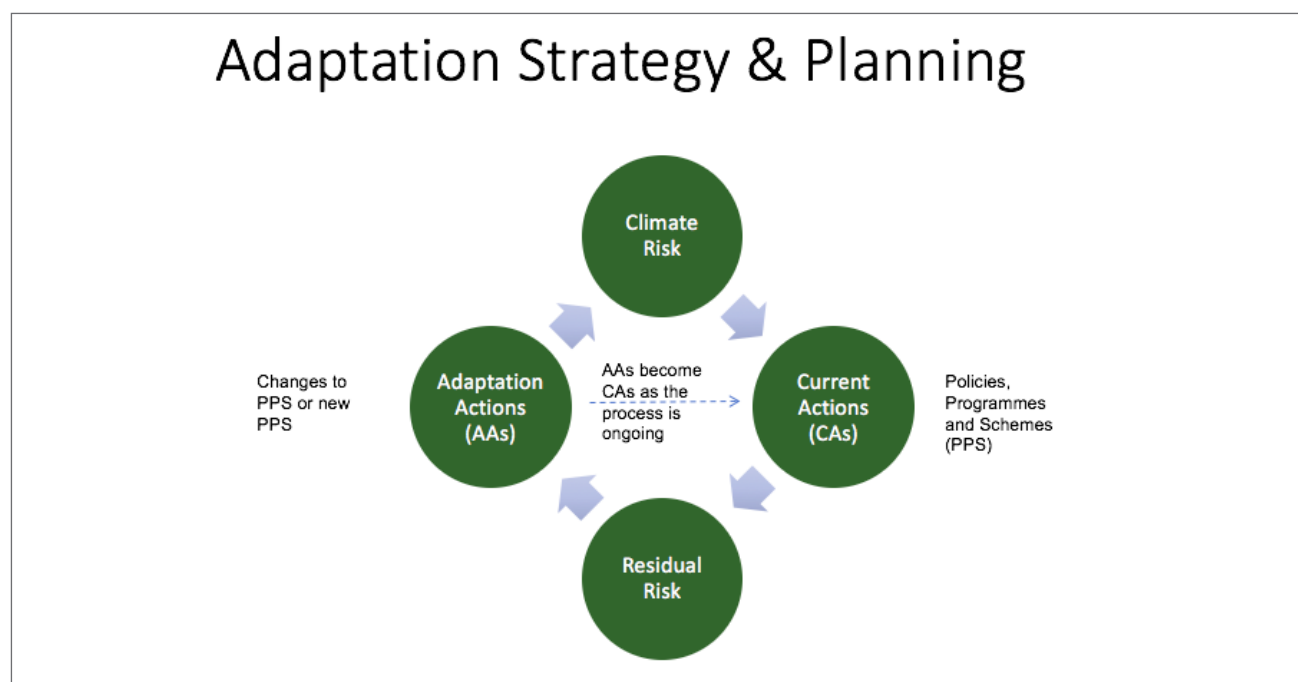 Adaptation Strategy & Planning
Climate
Risk
Changes to
PPS or new
PPS
Adaptation
Actions
(AAs)
AAs become
CAs as the
process is
ongoing
Current
Actions
(CAs)
Policies,
Programmes
and Schemes
(PPS)
Residual
Risk